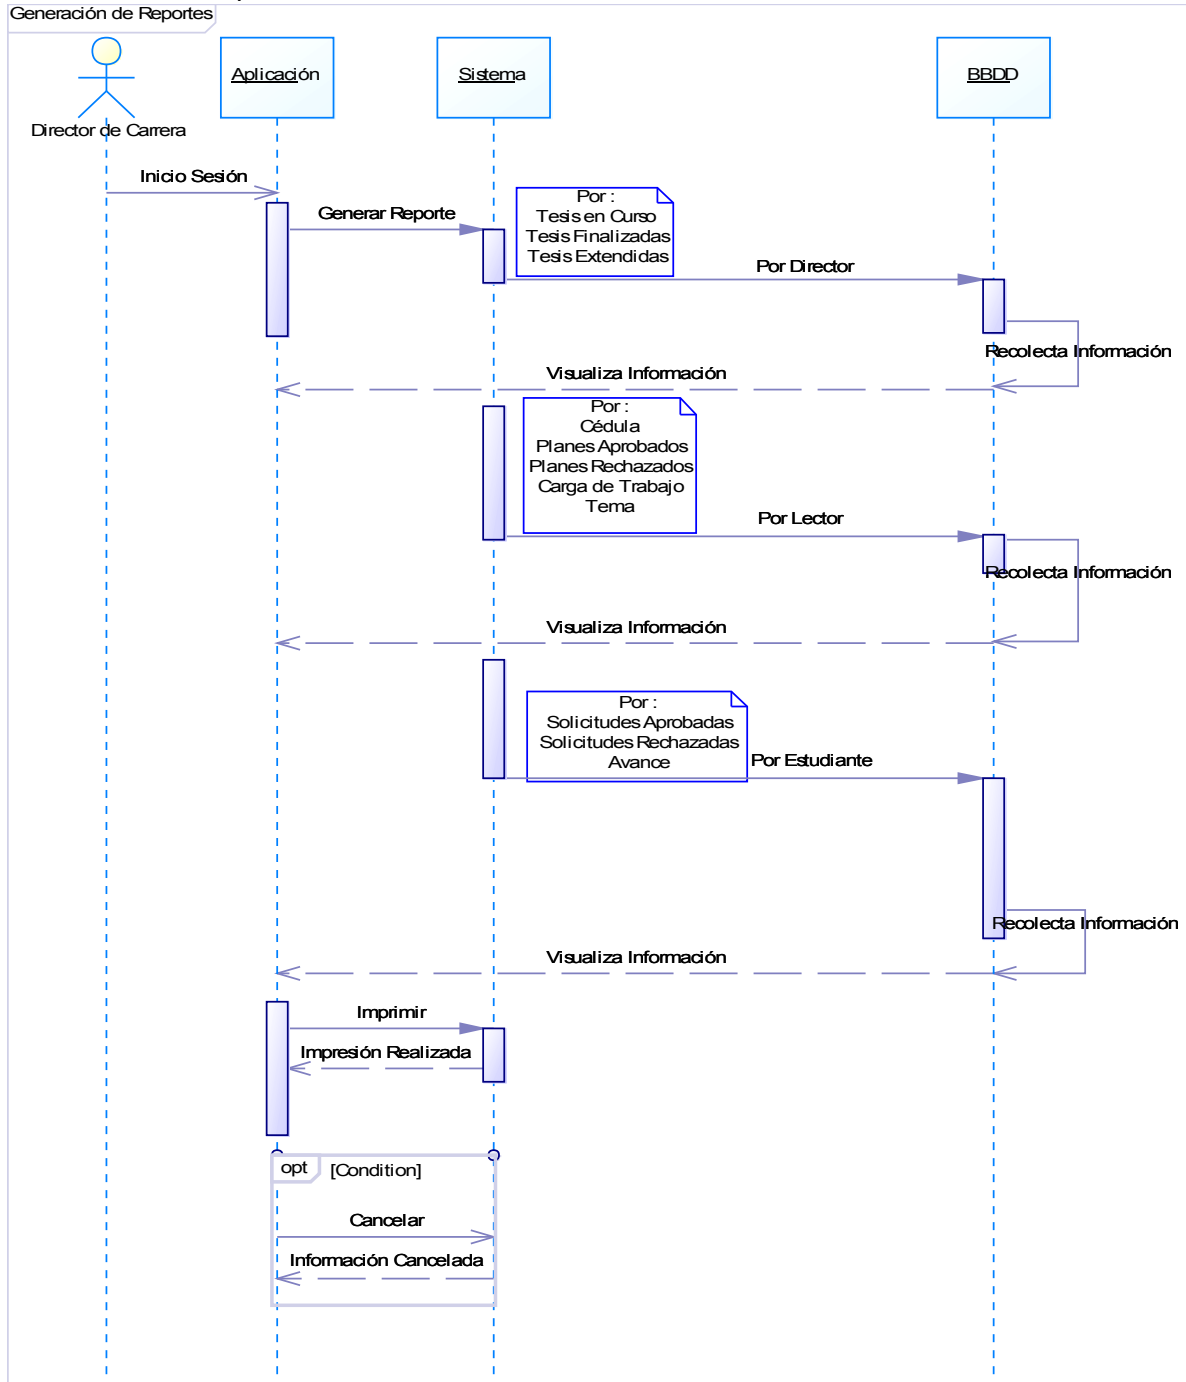 Generación de Reportes
Aplicación
Sistema
BBDD
Director de Carrera
Inicio Sesión
Generar Reporte
Por :
Tesis en Curso
Tesis Finalizadas
Tesis Extendidas
Por Director
Recolecta Información
Visualiza Información
Por :
Cédula
Planes Aprobados
Planes Rechazados
Carga de Trabajo
Tema
Por Lector
Recolecta Información
Visualiza Información
Por :
Solicitudes Aprobadas
Solicitudes Rechazadas
Avance
Por Estudiante
Recolecta Información
Visualiza Información
Imprimir
Impresión Realizada
opt
[Condition]
Cancelar
Información Cancelada